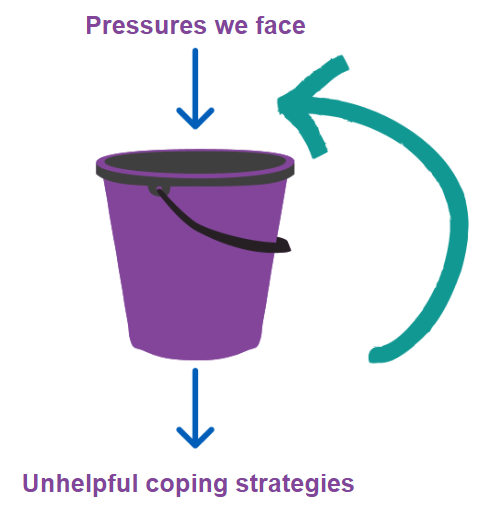 Pressures we face
Unhelpful coping strategies